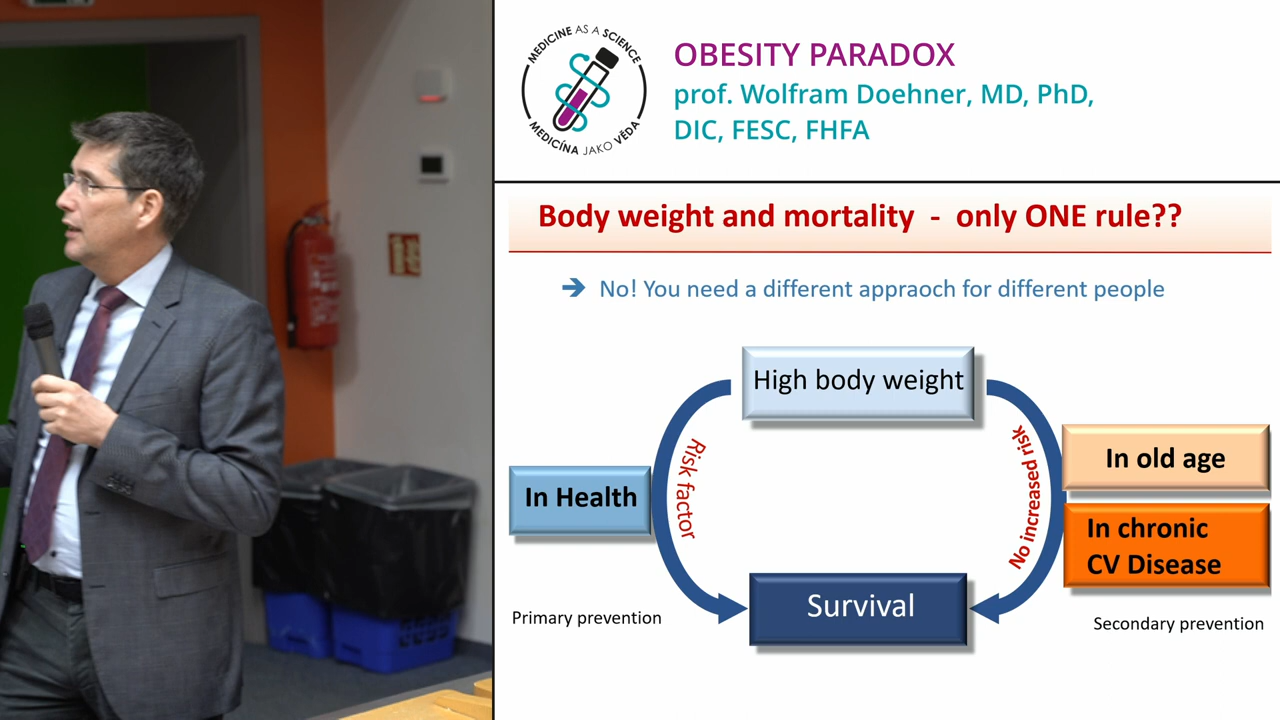 MEDICINE AS A SCIENCE
MEDICÍNA JAKO VĚDA
OBESITY PARADOX
prof. Wolfram Doehner, MD, PhD,
DIC, FESC, FHFA
Body weight and mortality - only ONE rule??
➔ No! You need a different appraoch for different people
High body weight
Risk factor
No increased risk
In Health
In old age
In chronic
CV Disease
Survival
Primary prevention
Secondary prevention